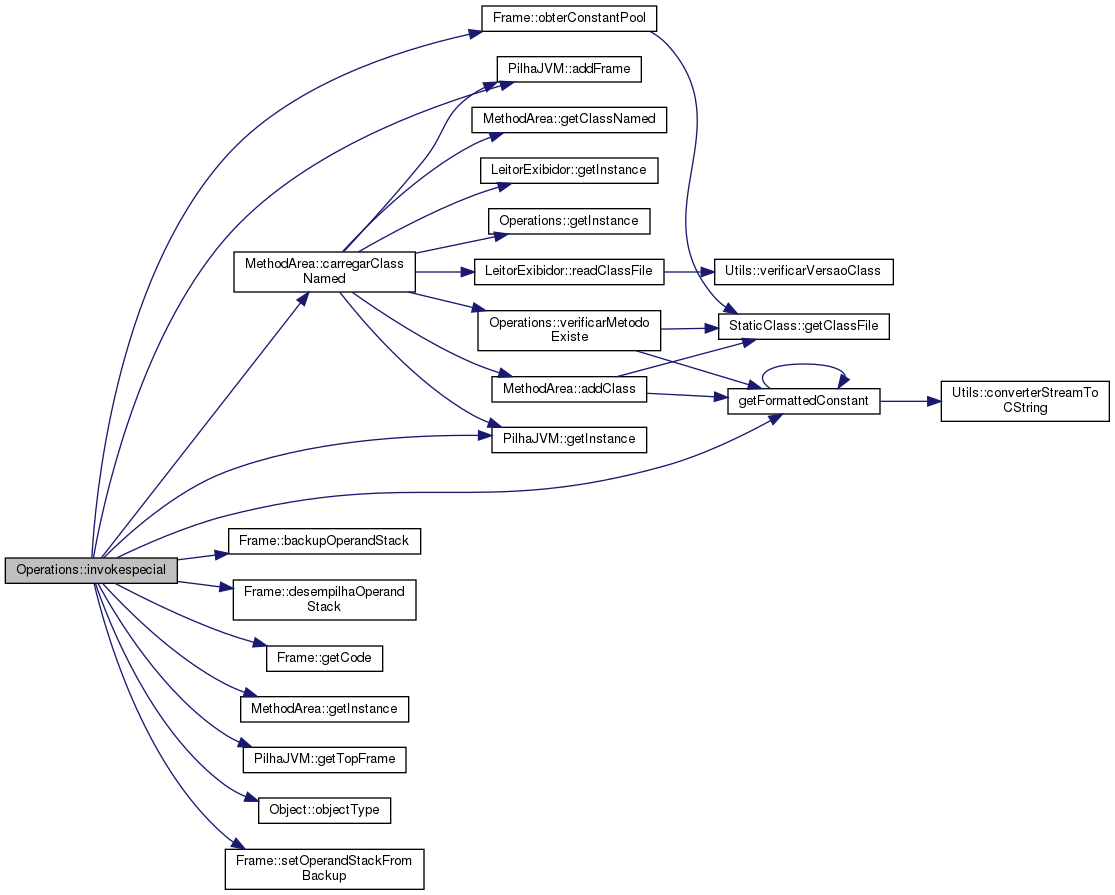 Frame::obterConstantPool
PilhaJVM::addFrame
MethodArea::getClassNamed
LeitorExibidor::getInstance
Operations::getInstance
MethodArea::carregarClass
Named
LeitorExibidor::readClassFile
Utils::verificarVersaoClass
Operations::verificarMetodo
Existe
StaticClass::getClassFile
MethodArea::addClass
getFormattedConstant
Utils::converterStreamTo
CString
PilhaJVM::getInstance
Frame::backupOperandStack
Operations::invokespecial
Frame::desempilhaOperand
Stack
Frame::getCode
MethodArea::getInstance
PilhaJVM::getTopFrame
Object::objectType
Frame::setOperandStackFrom
Backup